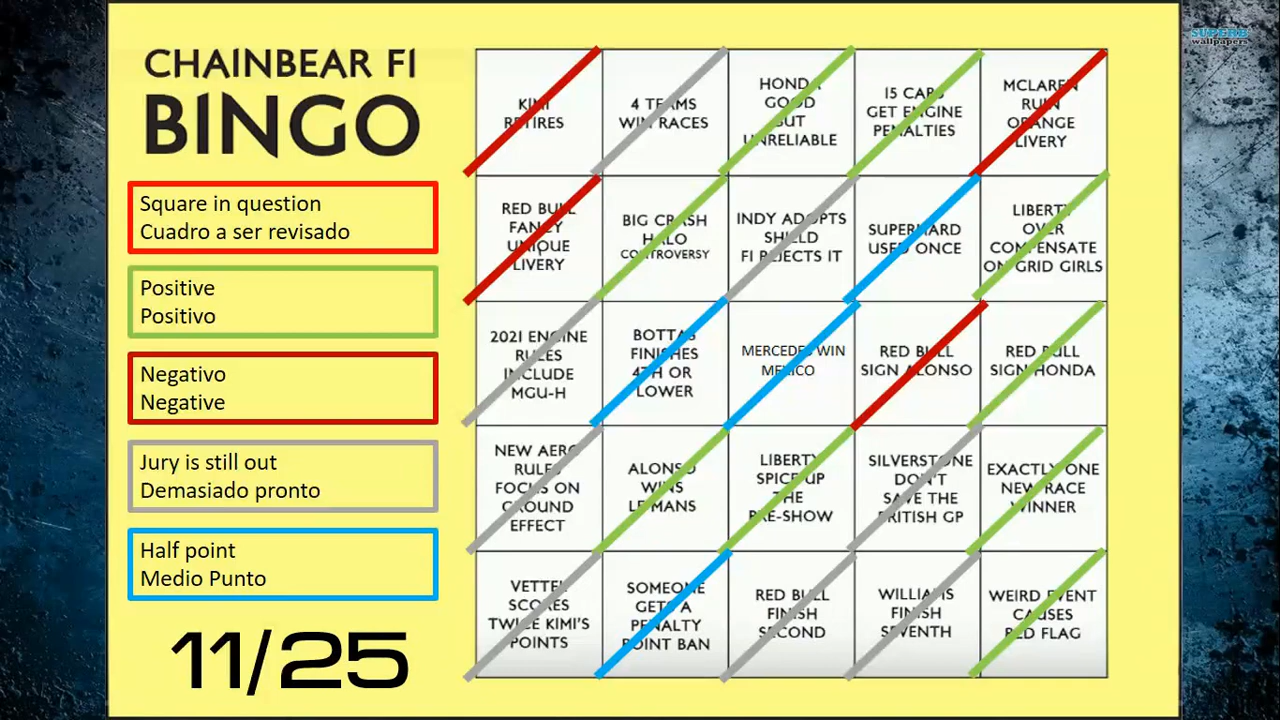 CHAINBEAR F1
BINGO
Square in question
Cuadro a ser revisado
Positive
Positivo
Negativo
Negative
Jury is still out
Demasiado pronto
Half point
Medio Punto
11/25
KIMI
RETIRES
4 TEAMS
WIN RACES
HONDA
GOOD
BUT
UNRELIABLE
15 CARS
GET ENGINE
PENALTIES
MCLAREN
RUIN
ORANGE
LIVERY
RED BULL
FANCY
UNIQUE
LIVERY
BIG CRASH
HALO
CONTROVERSY
INDY ADOPTS
SHIELD
F1 REJECTS IT
SUPERHARD
USED ONCE
LIBERTY
OVER
COMPENSATE
ON GRID GIRLS
2021 ENGINE
RULES
INCLUDE
MGU-H
BOTTAS
FINISHES
4TH OR
LOWER
MERCEDES WIN
MEXICO
RED BULL
SIGN ALONSO
RED BULL
SIGN HONDA
NEW AERO
RULES
FOCUS ON
GROUND
EFFECT
ALONSO
WINS
LE MANS
LIBERTY
SPICE UP
THE
PRE-SHOW
SILVERSTONE
DON'T
SAVE THE
BRITISH GP
EXACTLY ONE
NEW RACE
WINNER
VETTEL
SCORES
TWICE KIMI'S
POINTS
SOMEONE
GETS A
PENALTY
POINT BAN
RED BULL
FINISH
SECOND
WILLIAMS
FINISH
SEVENTH
WEIRD EVENT
CAUSES
RED FLAG
SUPERB
wallpapers